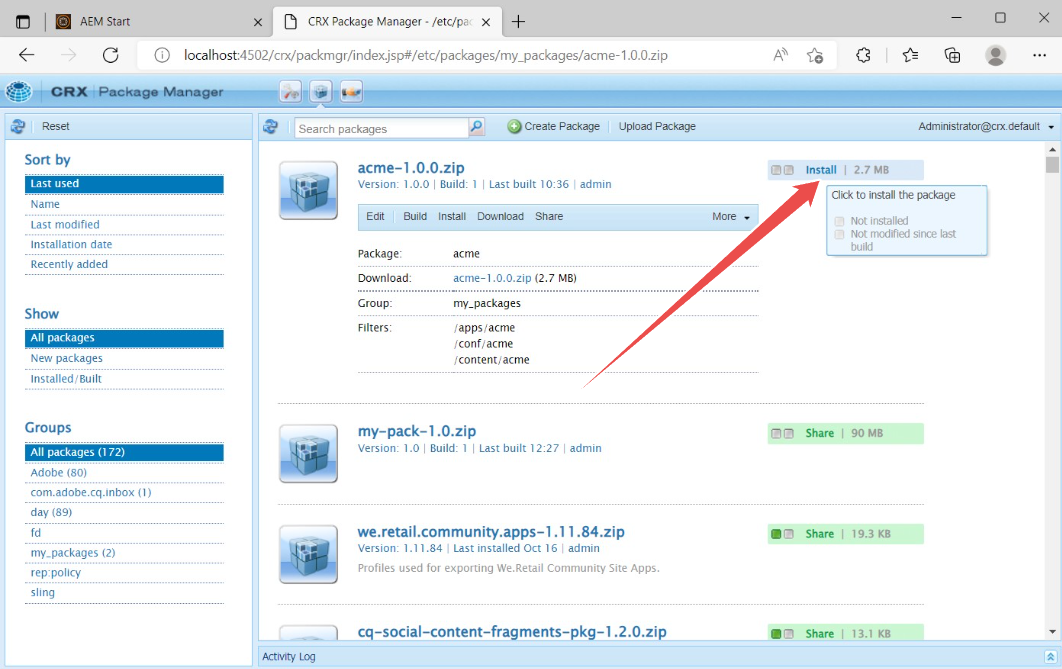 AEM Start
CRX Package Manager - /etc/pac
localhost:4502/crx/packmgr/index.jsp#/etc/packages/my_packages/acme-1.0.0.zip
CRX Package Manager
Reset
Sort by
Last used
Name
Last modified
Installation date
Recently added
Show
All packages
New packages
Installed/Built
Groups
All packages (172)
Adobe (80)
com.adobe.cq.inbox (1)
day (89)
fd
my_packages (2)
rep:policy
sling
Search packages
Create Package
Upload Package
Administrator@crx.default
acme-1.0.0.zip
Version: 1.0.0 | Build: 1 | Last built 10:36 | admin
Install | 2.7 MB
Click to install the package
Not installed
Not modified since last
build
Edit Build Install Download Share More
Package: acme
Download: acme-1.0.0.zip (2.7 MB)
Group: my_packages
Filters: /apps/acme
/conf/acme
/content/acme
my-pack-1.0.zip
Version: 1.0 | Build: 1 | Last built 12:27 | admin
Share | 90 MB
we.retail.community.apps-1.11.84.zip
Version: 1.11.84 | Last installed Oct 16 | admin
Profiles used for exporting We.Retail Community Site Apps.
Share | 19.3 KB
cq-social-content-fragments-pkg-1.2.0.zip
Share | 13.1 KB
Activity Log